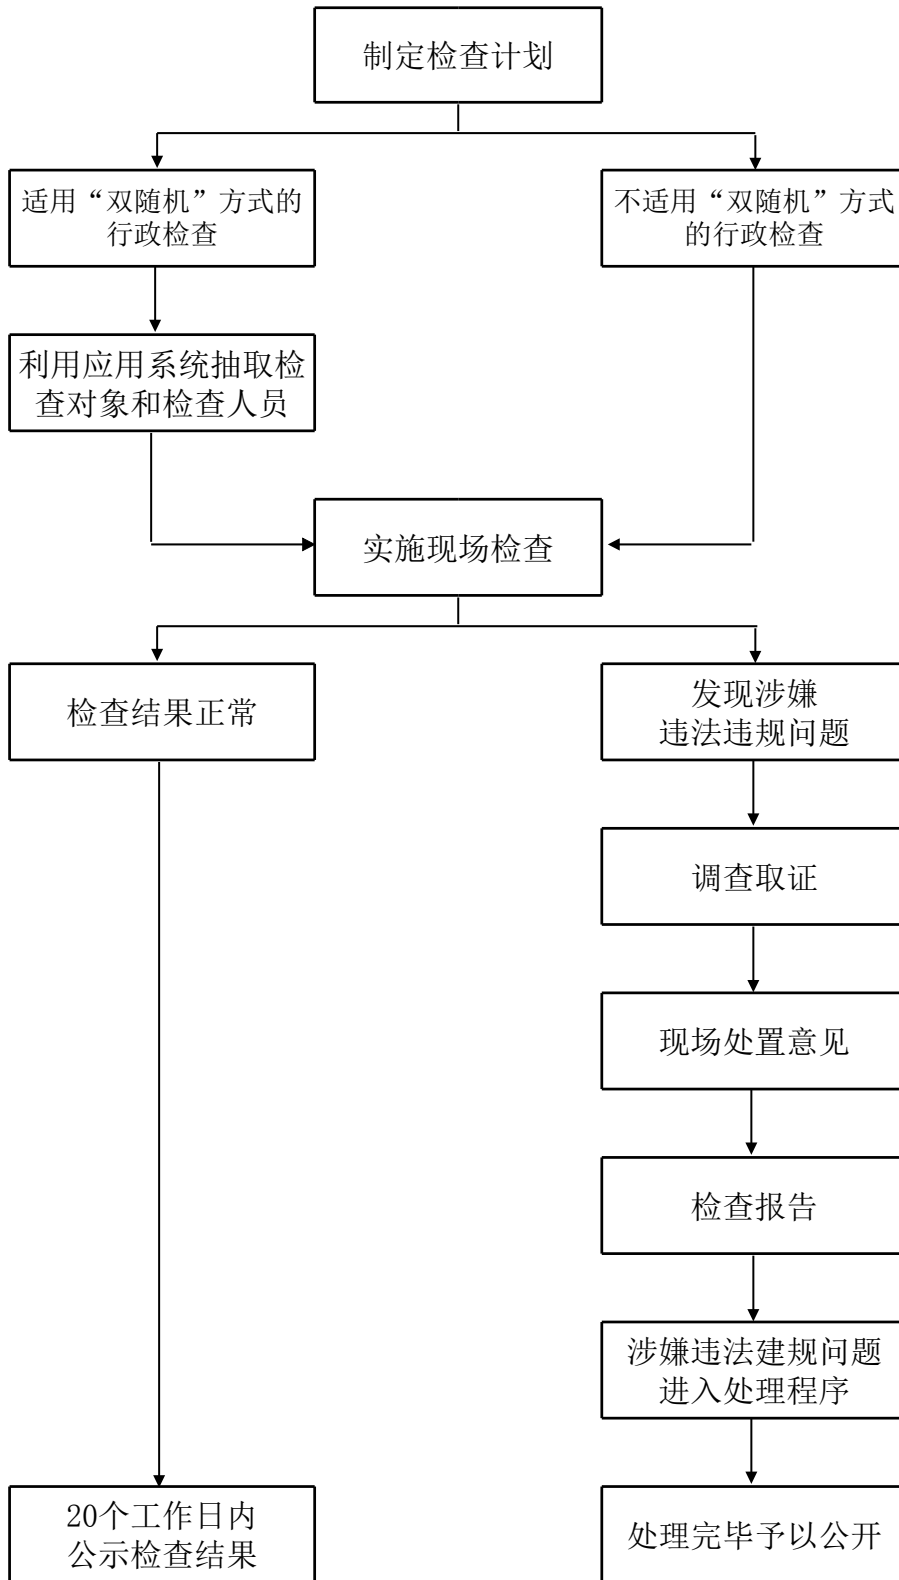 制定检查计划
适用“双随机”方式的
行政检查
不适用“双随机”方式
的行政检查
利用应用系统抽取检
查对象和检查人员
实施现场检查
检查结果正常
发现涉嫌
违法违规问题
调查取证
现场处置意见
检查报告
涉嫌违法建规问题
进入处理程序
20个工作日内
公示检查结果
处理完毕予以公开